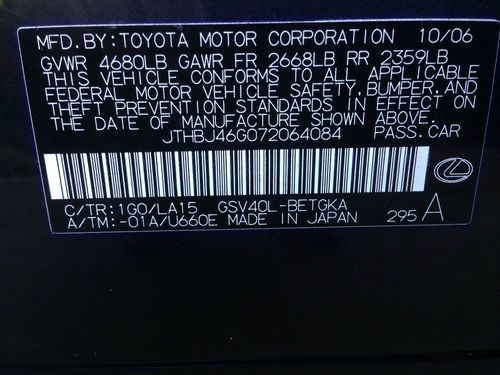 MFD.BY:TOYOTA MOTOR CORPORATION 10/06
GVWR 4680LB GAWR FR 2668LB RR 2359LB
THIS VEHICLE CONFORMS TO ALL APPLICABLE
FEDERAL MOTOR VEHICLE SAFETY,BUMPER,AND
THEFT PREVENTION STANDARDS IN EFFECT ON
THE DATE OF MANUFACTURE SHOWN ABOVE.
JTHBJ46G072064084 PASS.CAR
C/TR:1G0/LA15 GSV40L-BETGKA
A/TM:-01A/U660E MADE IN JAPAN 295 A